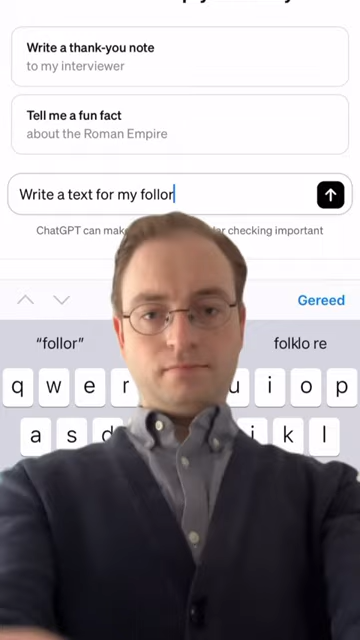 Write a thank-you note
to my interviewer
Tell me a fun fact
about the Roman Empire
Write a text for my follor
ChatGPT can make
checking important
Gereed
“follor”
folklo re
q w e r u i o p
a s d k l